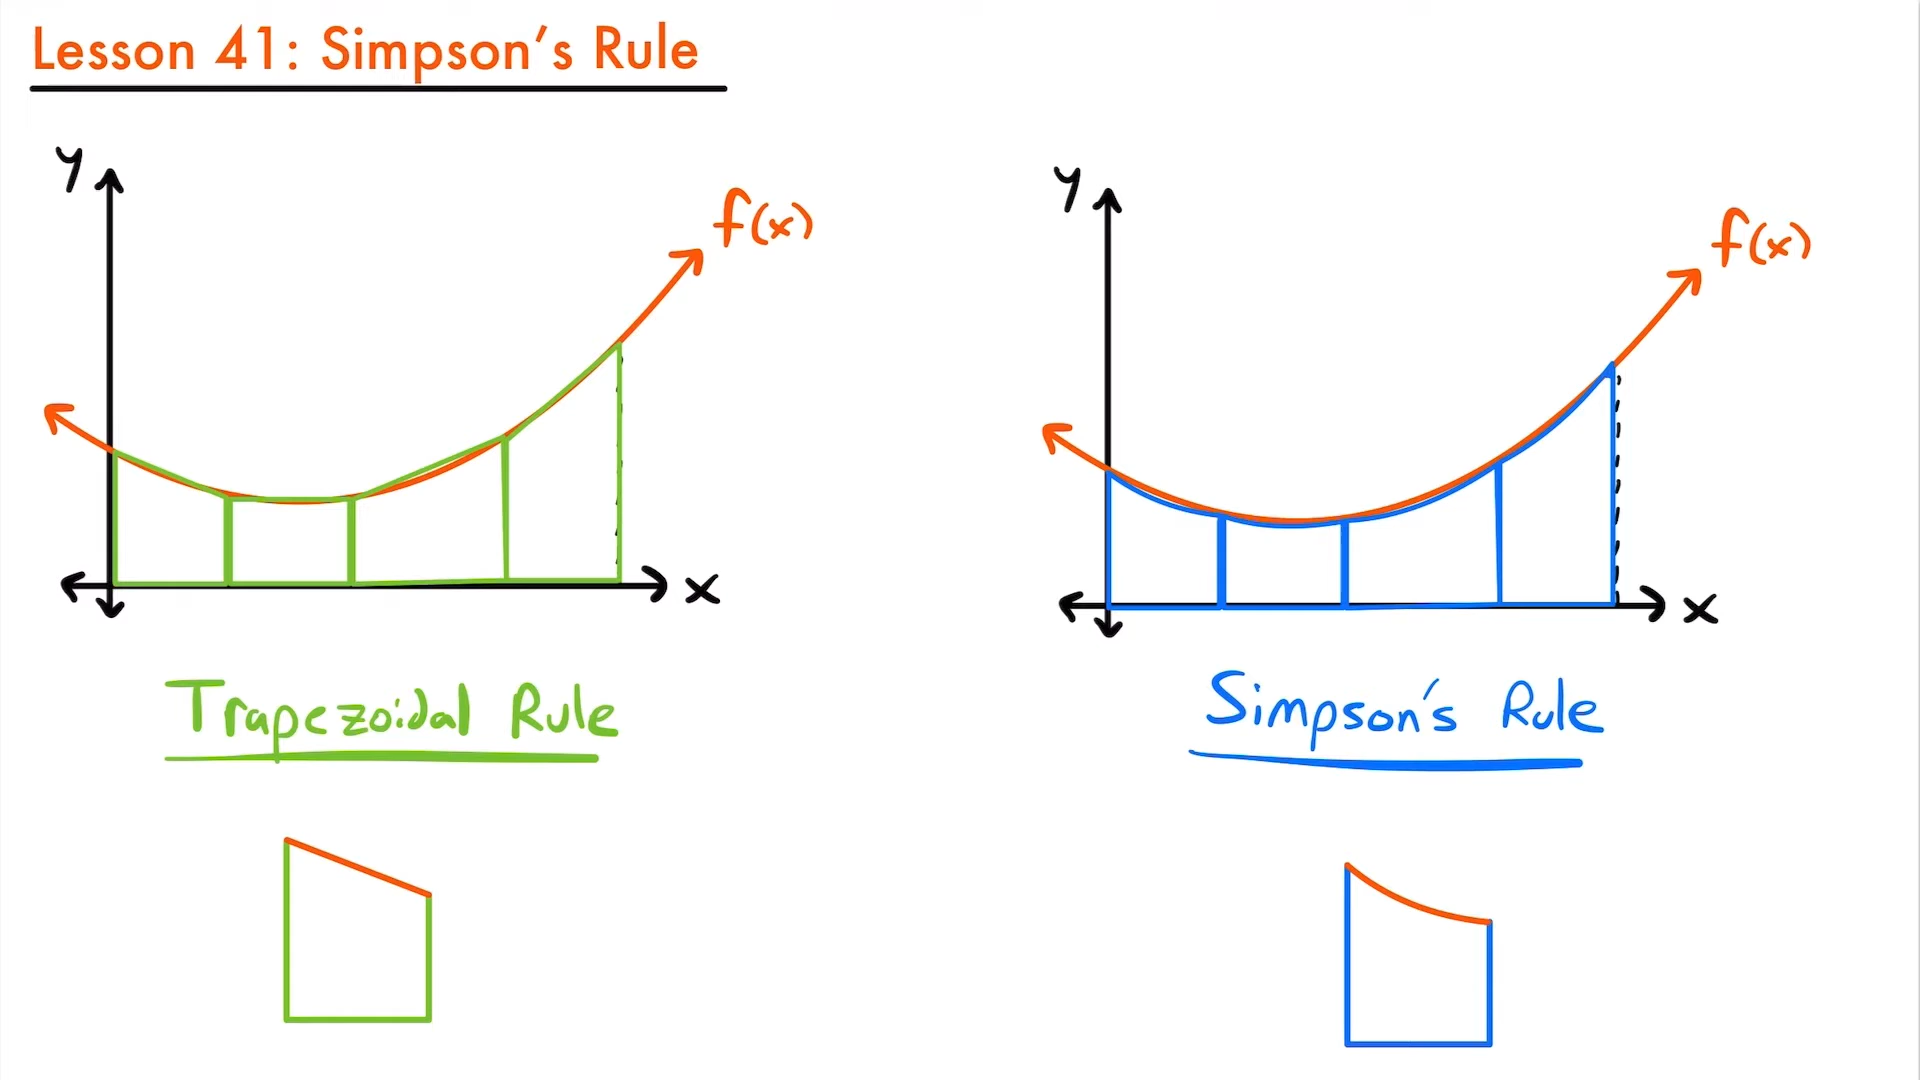 Lesson 41: Simpson's Rule
y
f(x)
x
Trapezoidal Rule
y
f(x)
x
Simpson's Rule